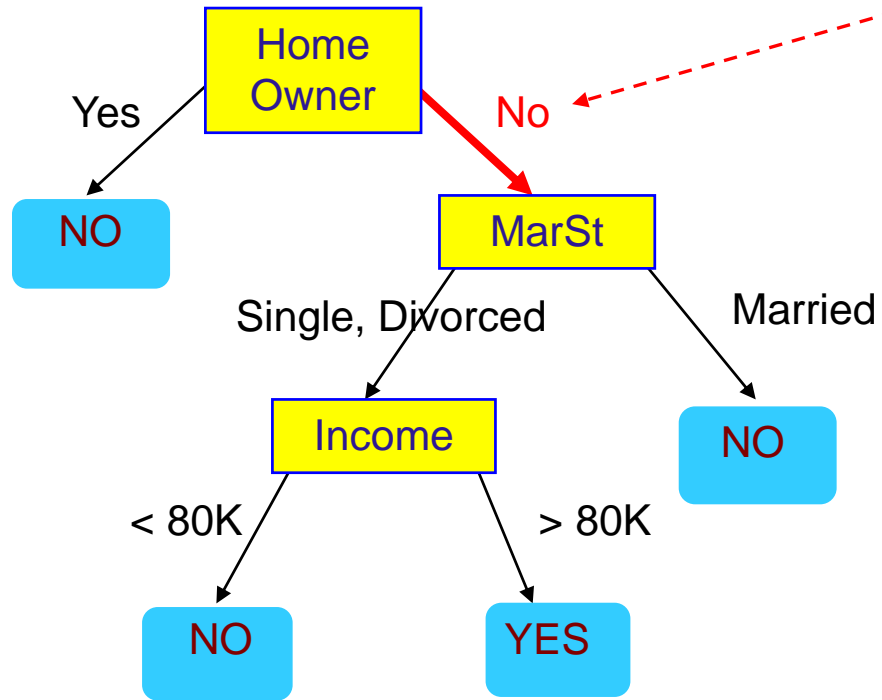 Home
Owner
Yes
No
NO
MarSt
Single, Divorced
Married
Income
NO
< 80K
> 80K
NO
YES